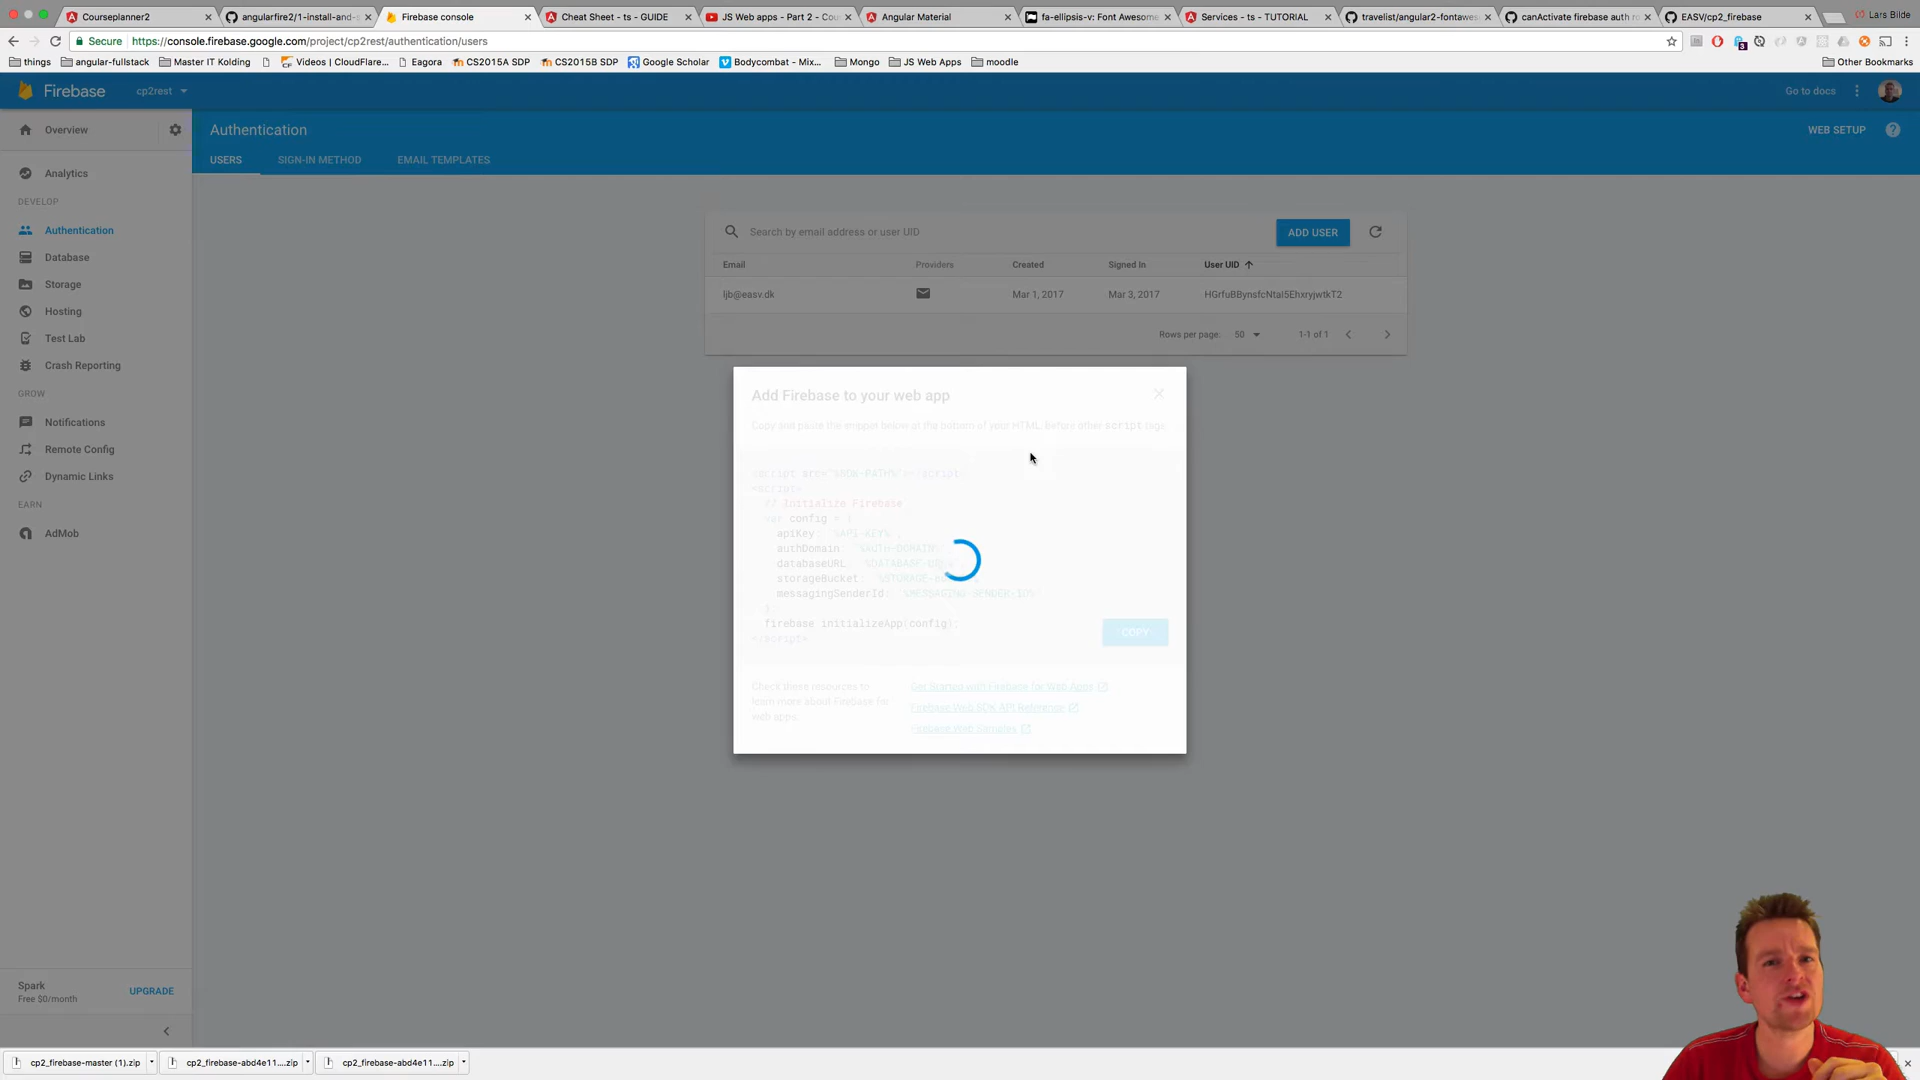 Courseplanner2
angularfire2/1-install-and-s
Firebase console
Cheat Sheet - ts - GUIDE
JS Web apps - Part 2 - Cou
Angular Material
fa-ellipsis-v: Font Awesome
Services - ts - TUTORIAL
travelist/angular2-fontawes
canActivate firebase auth ro
EASV/cp2_firebase
Lars Bilde
Secure
https://console.firebase.google.com/project/cp2rest/authentication/users
things
angular-fullstack
Master IT Kolding
Videos | CloudFlare...
Eagora
CS2015A SDP
CS2015B SDP
Google Scholar
Bodycombat - Mix...
Mongo
JS Web Apps
moodle
Other Bookmarks
Firebase
cp2rest
Go to docs
Overview
Authentication
WEB SETUP
USERS
SIGN-IN METHOD
EMAIL TEMPLATES
Analytics
DEVELOP
Authentication
Database
Storage
Hosting
Test Lab
Crash Reporting
GROW
Notifications
Remote Config
Dynamic Links
EARN
AdMob
Spark
Free $0/month
UPGRADE
Search by email address or user UID
ADD USER
Email Providers Created Signed In User UID
ljb@easv.dk Mar 1, 2017 Mar 3, 2017 HGrfuBBynsfcNtaI5EhxryjwtkT2
Rows per page: 50 1-1 of 1
Add Firebase to your web app
Copy and paste the snippet below at the bottom of your HTML, before other script tags.
<script>
// Initialize Firebase
var config = {
apiKey: "%API-KEY%",
authDomain: "%AUTH-DOMAIN%",
databaseURL:
storageBucket:
messagingSenderId: "%MESSAGING-SENDER-ID%"
firebase.initializeApp(config);
</script>
COPY
Check these resources to
learn more about Firebase for
web apps:
Get Started with Firebase for Web Apps
Firebase Web SDK API Reference
Firebase Web Samples
cp2_firebase-master (1).zip
cp2_firebase-abd4e11....zip
cp2_firebase-abd4e11....zip